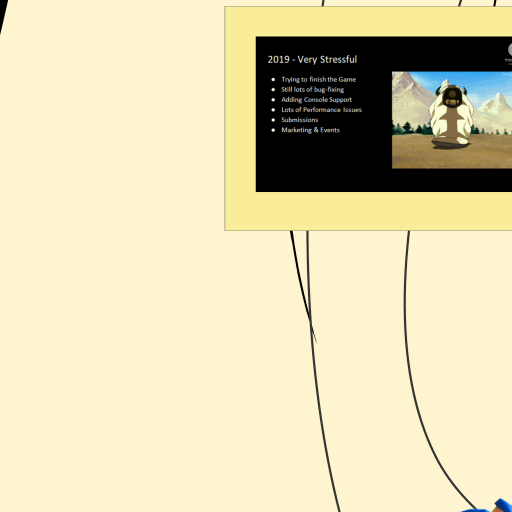 2019 - Very Stressful
● Trying to finish the Game
● Still lots of bug-fixing
● Adding Console Support
● Lots of Performance Issues
● Submissions
● Marketing & Events